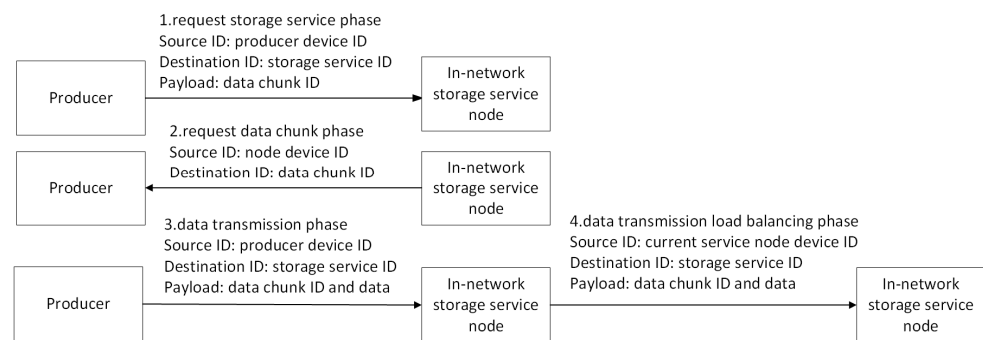 1.request storage service phase
Source ID: producer device ID
Destination ID: storage service ID
Payload: data chunk ID
Producer
In-network
storage service
node
2.request data chunk phase
Source ID: node device ID
Destination ID: data chunk ID
Producer
In-network
storage service
node
3.data transmission phase
Source ID: producer device ID
Destination ID: storage service ID
Payload: data chunk ID and data
4.data transmission load balancing phase
Source ID: current service node device ID
Destination ID: storage service ID
Payload: data chunk ID and data
Producer
In-network
storage service
node
In-network
storage service
node